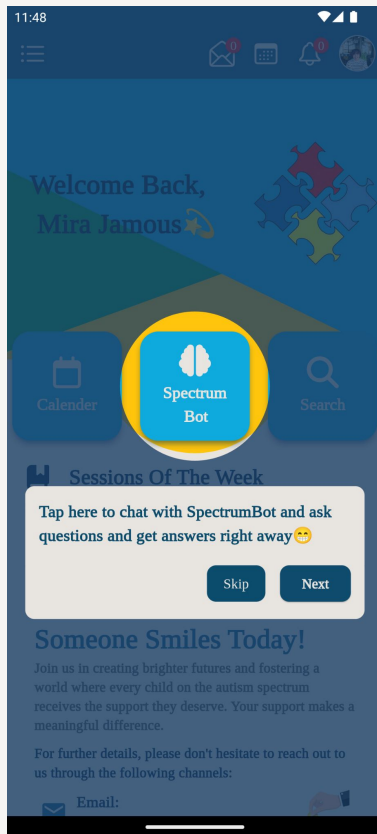 11:48
0
0
Welcome Back,
Mira Jamous
Calender
Spectrum
Bot
Search
Sessions Of The Week
Tap here to chat with SpectrumBot and ask
questions and get answers right away😁
Skip
Next
Someone Smiles Today!
Join us in creating brighter futures and fostering a
world where every child on the autism spectrum
receives the support they deserve. Your support makes a
meaningful difference.
For further details, please don't hesitate to reach out to
us through the following channels:
Email: